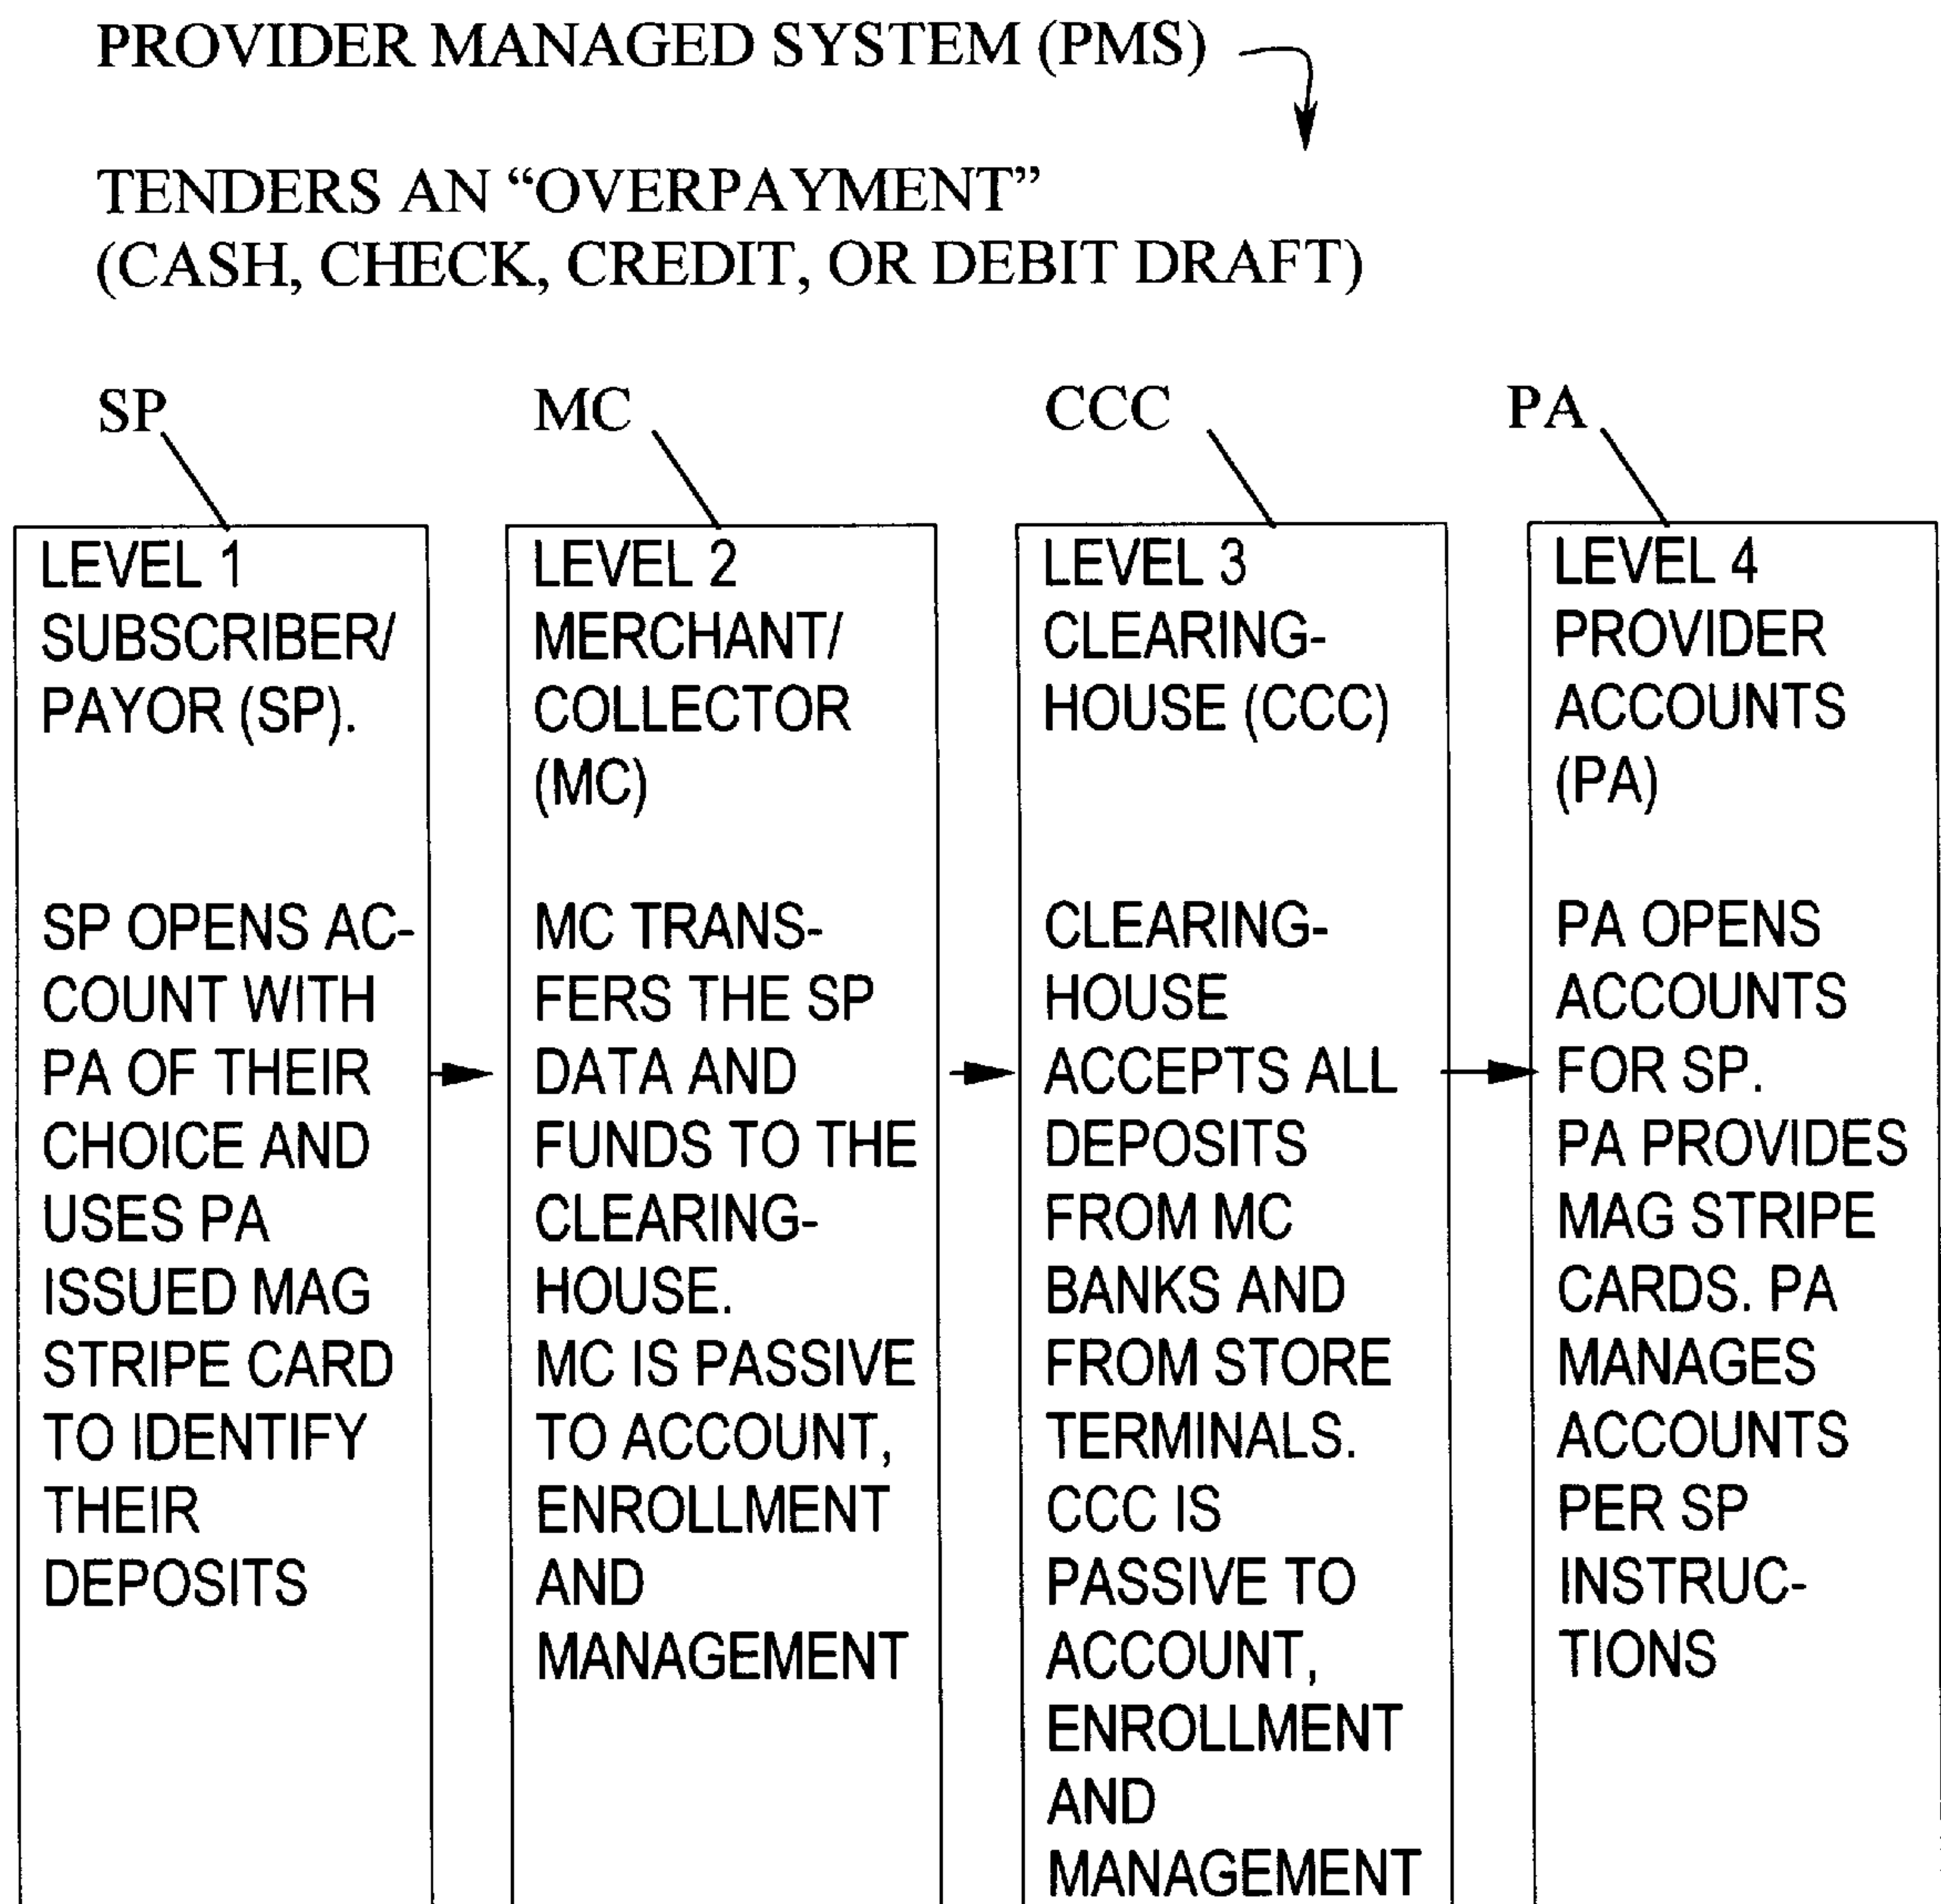 PROVIDER MANAGED SYSTEM (PMS)
TENDERS AN “OVERPAYMENT”
(CASH, CHECK, CREDIT, OR DEBIT DRAFT)
SP
MC
CCC
PA
LEVEL 1
SUBSCRIBER/
PAYOR (SP).
SP OPENS AC-
COUNT WITH
PA OF THEIR
CHOICE AND
USES PA
ISSUED MAG
STRIPE CARD
TO IDENTIFY
THEIR
DEPOSITS
LEVEL 2
MERCHANT/
COLLECTOR
(MC)
MC TRANS-
FERS THE SP
DATA AND
FUNDS TO THE
CLEARING-
HOUSE.
MC IS PASSIVE
TO ACCOUNT,
ENROLLMENT
AND
MANAGEMENT
LEVEL 3
CLEARING-
HOUSE (CCC)
CLEARING-
HOUSE
ACCEPTS ALL
DEPOSITS
FROM MC
BANKS AND
FROM STORE
TERMINALS.
CCC IS
PASSIVE TO
ACCOUNT,
ENROLLMENT
AND
MANAGEMENT
LEVEL 4
PROVIDER
ACCOUNTS
(PA)
PA OPENS
ACCOUNTS
FOR SP.
PA PROVIDES
MAG STRIPE
CARDS. PA
MANAGES
ACCOUNTS
PER SP
INSTRUC-
TIONS